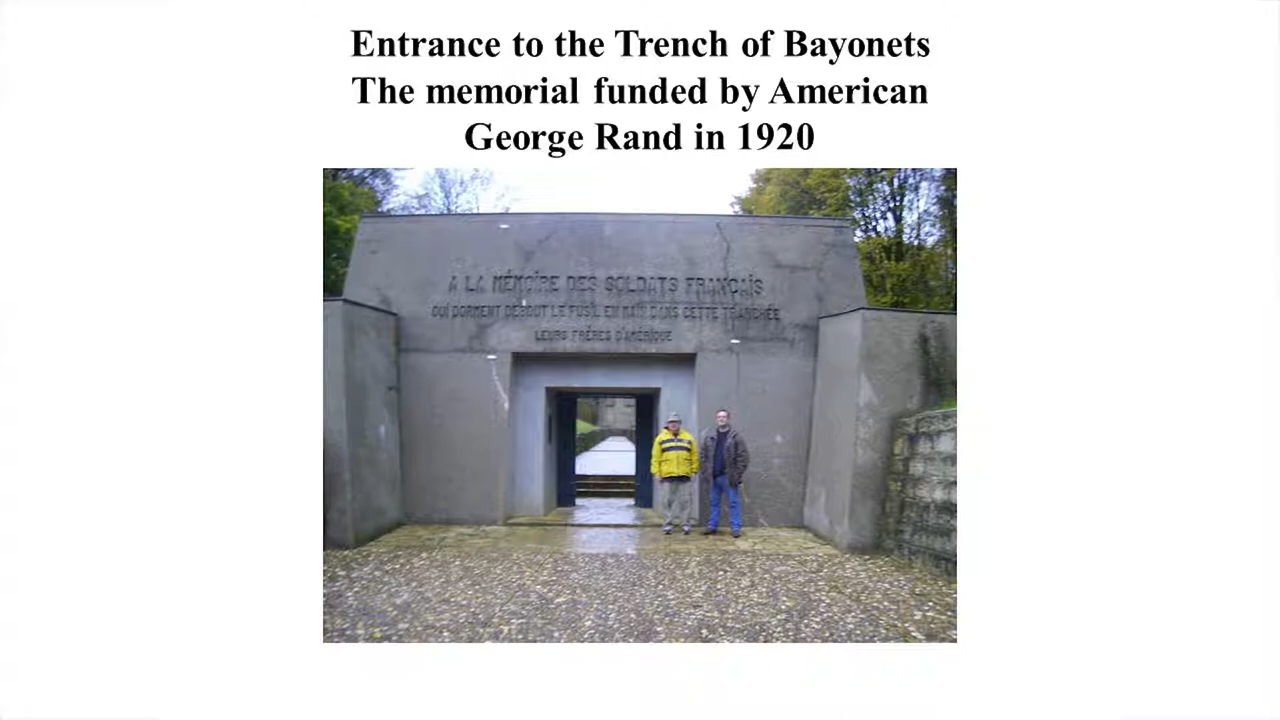 Entrance to the Trench of Bayonets
The memorial funded by American
George Rand in 1920
A LA MÉMOIRE DES SOLDATS FRANÇAIS
QUI DORMENT DEBOUT LE FUSIL EN MAIN DANS CETTE TRANCHÉE
LEURS FRÈRES D'AMÉRIQUE